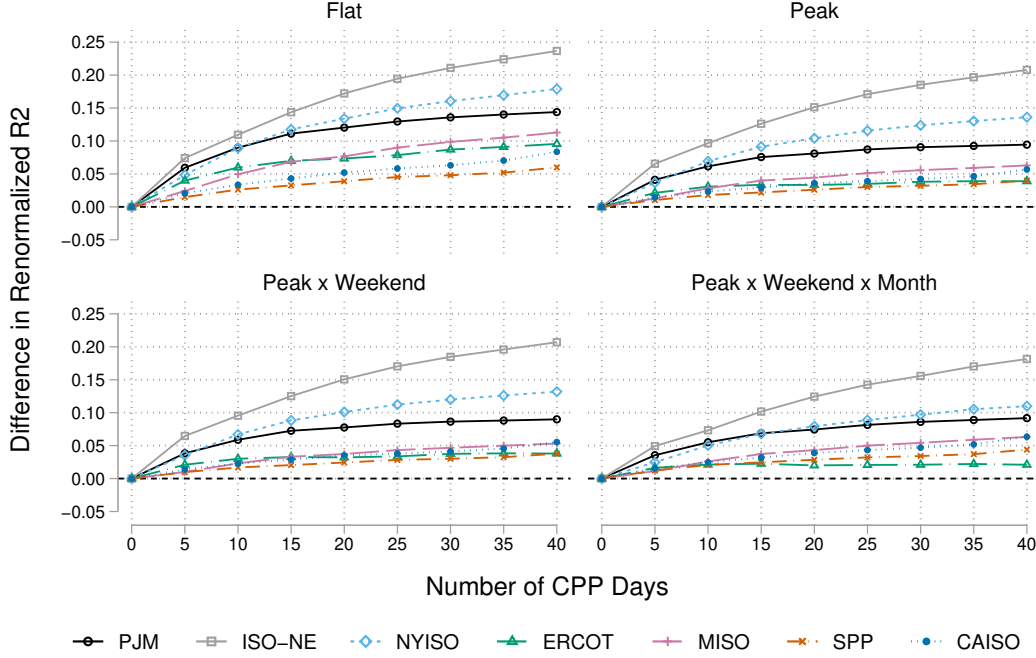 Flat
Peak
Difference in Renormalized R2
0.25
0.20
0.15
0.10
0.05
0.00
−0.05
Peak x Weekend
Peak x Weekend x Month
0.25
0.20
0.15
0.10
0.05
0.00
−0.05
0 5 10 15 20 25 30 35 40
0 5 10 15 20 25 30 35 40
Number of CPP Days
PJM ISO−NE NYISO ERCOT MISO SPP CAISO